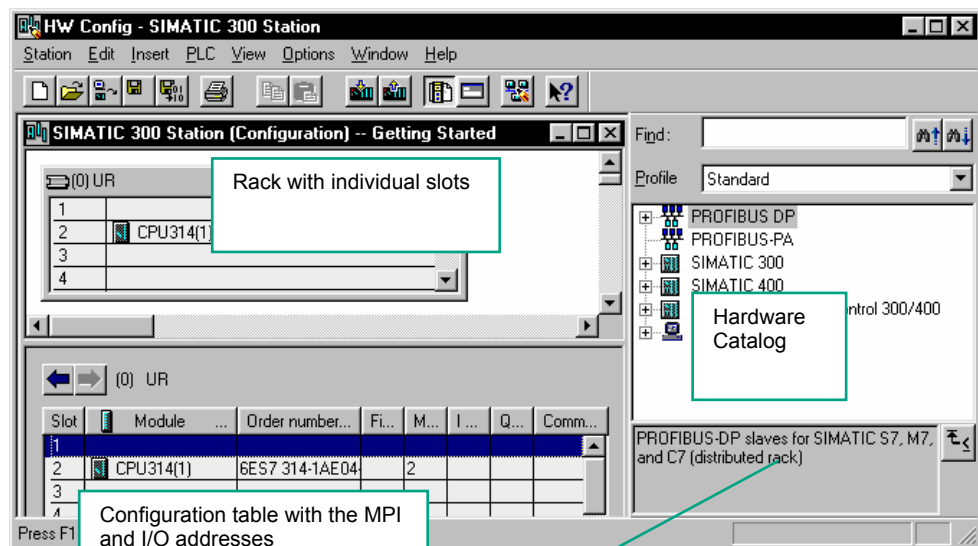 HW Config - SIMATIC 300 Station
Station Edit Insert PLC View Options Window Help
SIMATIC 300 Station (Configuration) -- Getting Started
(0) UR
Rack with individual slots
1
2 CPU314(1)
3
4
Find:
Profile Standard
PROFIBUS DP
PROFIBUS-PA
SIMATIC 300
SIMATIC 400
ntrol 300/400
Hardware
Catalog
PROFIBUS-DP slaves for SIMATIC S7, M7,
and C7 (distributed rack)
(0) UR
Slot Module ... Order number... Fi... M... I ... Q... Comm...
1
2 CPU314(1) 6ES7 314-1AE04- 2
3
4
Configuration table with the MPI
and I/O addresses
Press F1